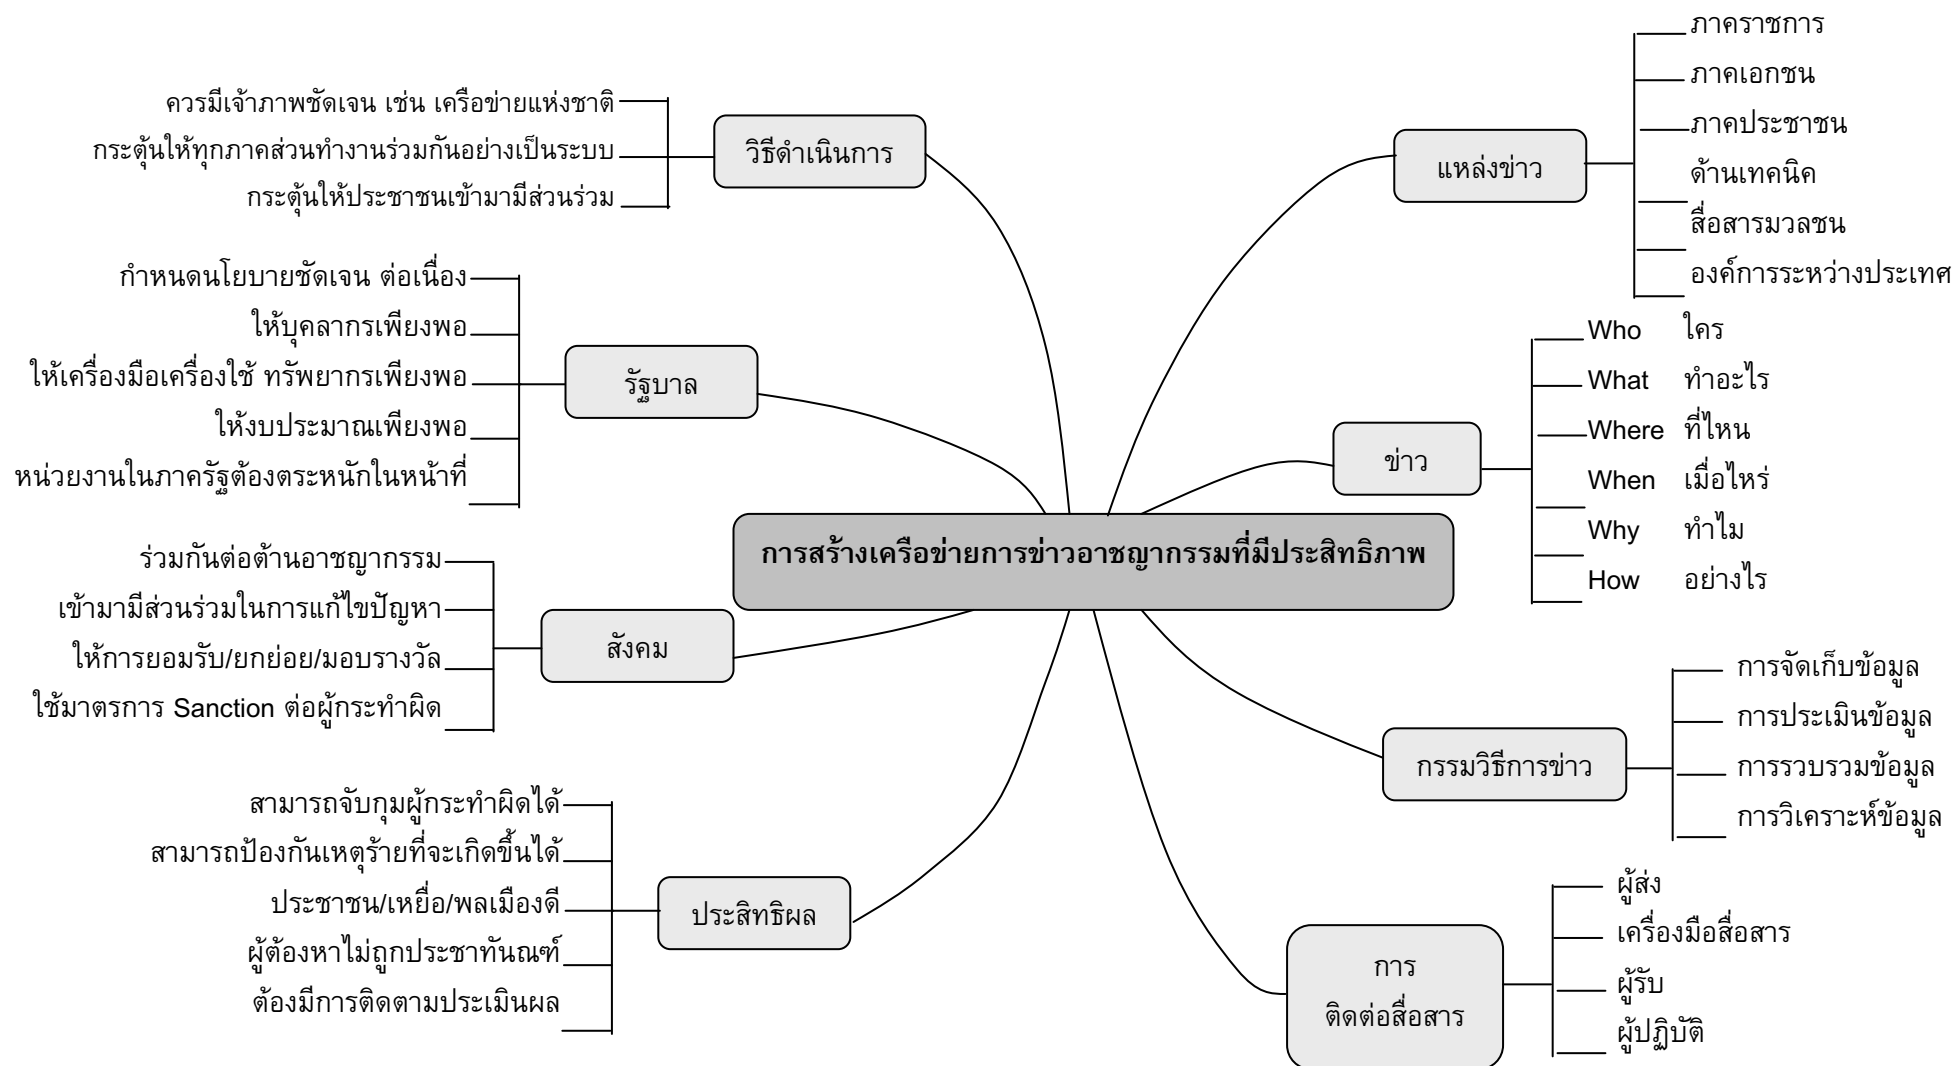 การสร้างเครือข่ายการข่าวอาชญากรรมที่มีประสิทธิภาพ
วิธีดำเนินการ
ควรมีเจ้าภาพชัดเจน เช่น เครือข่ายแห่งชาติ
กระตุ้นให้ทุกภาคส่วนทำงานร่วมกันอย่างเป็นระบบ
กระตุ้นให้ประชาชนเข้ามามีส่วนร่วม
รัฐบาล
กำหนดนโยบายชัดเจน ต่อเนื่อง
ให้บุคลากรเพียงพอ
ให้เครื่องมือเครื่องใช้ ทรัพยากรเพียงพอ
ให้งบประมาณเพียงพอ
หน่วยงานในภาครัฐต้องตระหนักในหน้าที่
สังคม
ร่วมกันต่อต้านอาชญากรรม
เข้ามามีส่วนร่วมในการแก้ไขปัญหา
ให้การยอมรับ/ยกย่อย/มอบรางวัล
ใช้มาตรการ Sanction ต่อผู้กระทำผิด
ประสิทธิผล
สามารถจับกุมผู้กระทำผิดได้
สามารถป้องกันเหตุร้ายที่จะเกิดขึ้นได้
ประชาชน/เหยื่อ/พลเมืองดี
ผู้ต้องหาไม่ถูกประชาทันณฑ์
ต้องมีการติดตามประเมินผล
แหล่งข่าว
ภาคราชการ
ภาคเอกชน
ภาคประชาชน
ด้านเทคนิค
สื่อสารมวลชน
องค์การระหว่างประเทศ
ข่าว
Who ใคร
What ทำอะไร
Where ที่ไหน
When เมื่อไหร่
Why ทำไม
How อย่างไร
กรรมวิธีการข่าว
การจัดเก็บข้อมูล
การประเมินข้อมูล
การรวบรวมข้อมูล
การวิเคราะห์ข้อมูล
การ
ติดต่อสื่อสาร
ผู้ส่ง
เครื่องมือสื่อสาร
ผู้รับ
ผู้ปฏิบัติ